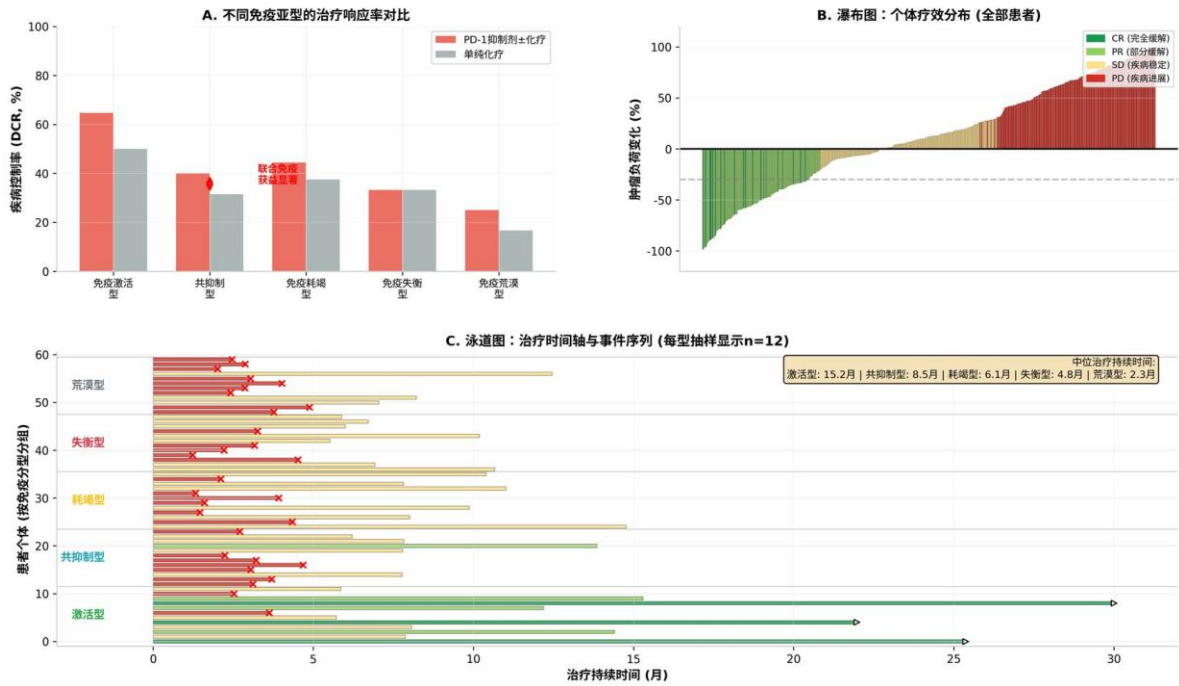 A. 不同免疫亚型的治疗响应率对比
PD-1抑制剂±化疗
单纯化疗
疾病控制率 (DCR, %)
100
80
60
40
20
0
联合免疫
获益显著
免疫激活
型
共抑制
型
免疫耗竭
型
免疫失衡
型
免疫荒漠
型
B. 瀑布图：个体疗效分布 (全部患者)
CR (完全缓解)
PR (部分缓解)
SD (疾病稳定)
PD (疾病进展)
肿瘤负荷变化 (%)
100
50
0
-50
-100
C. 泳道图：治疗时间轴与事件序列 (每型抽样显示n=12)
中位治疗持续时间:
激活型: 15.2月 | 共抑制型: 8.5月 | 耗竭型: 6.1月 | 失衡型: 4.8月 | 荒漠型: 2.3月
患者个体 (按免疫分型分组)
60
荒漠型
50
失衡型
40
耗竭型
30
20
共抑制型
10
激活型
0
0 5 10 15 20 25 30
治疗持续时间 (月)